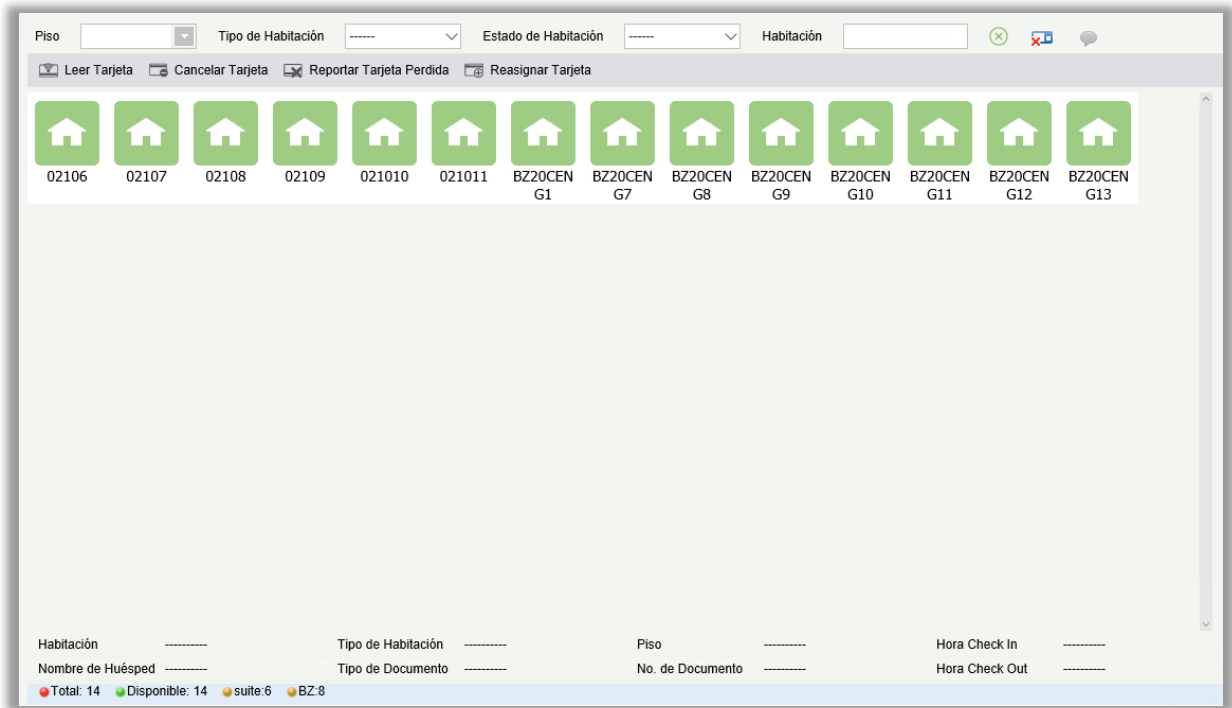 Piso Tipo de Habitación ------ Estado de Habitación ------ Habitación
Leer Tarjeta Cancelar Tarjeta Reportar Tarjeta Perdida Reasignar Tarjeta
02106 02107 02108 02109 021010 021011 BZ20CEN BZ20CEN BZ20CEN BZ20CEN BZ20CEN BZ20CEN BZ20CEN BZ20CEN
G1 G7 G8 G9 G10 G11 G12 G13
Habitación ---------- Tipo de Habitación ---------- Piso ---------- Hora Check In ----------
Nombre de Huésped ---------- Tipo de Documento ---------- No. de Documento ---------- Hora Check Out ----------
Total: 14 Disponible: 14 suite:6 BZ:8